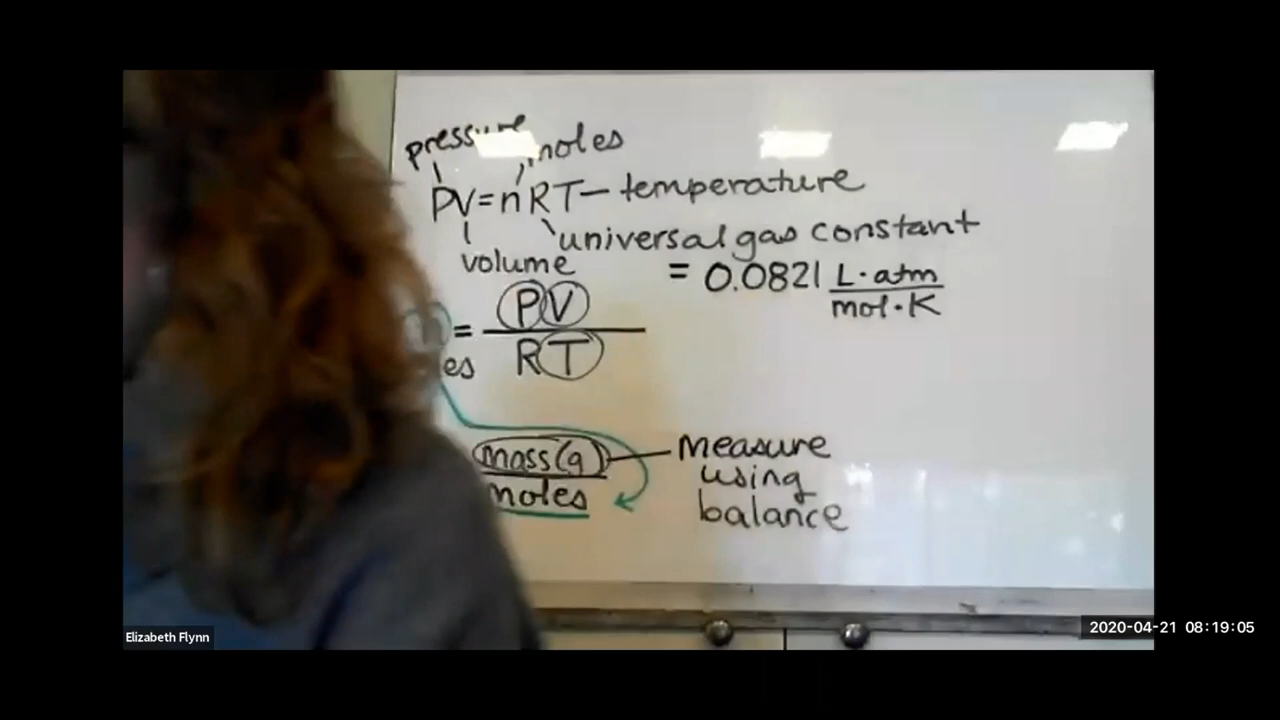 pressure moles
PV=nRT— temperature
universal gas constant
volume
= 0.0821 L·atm
mol·K
= PV
RT
es
mass(g)
moles
measure
using
balance
Elizabeth Flynn
2020-04-21 08:19:05